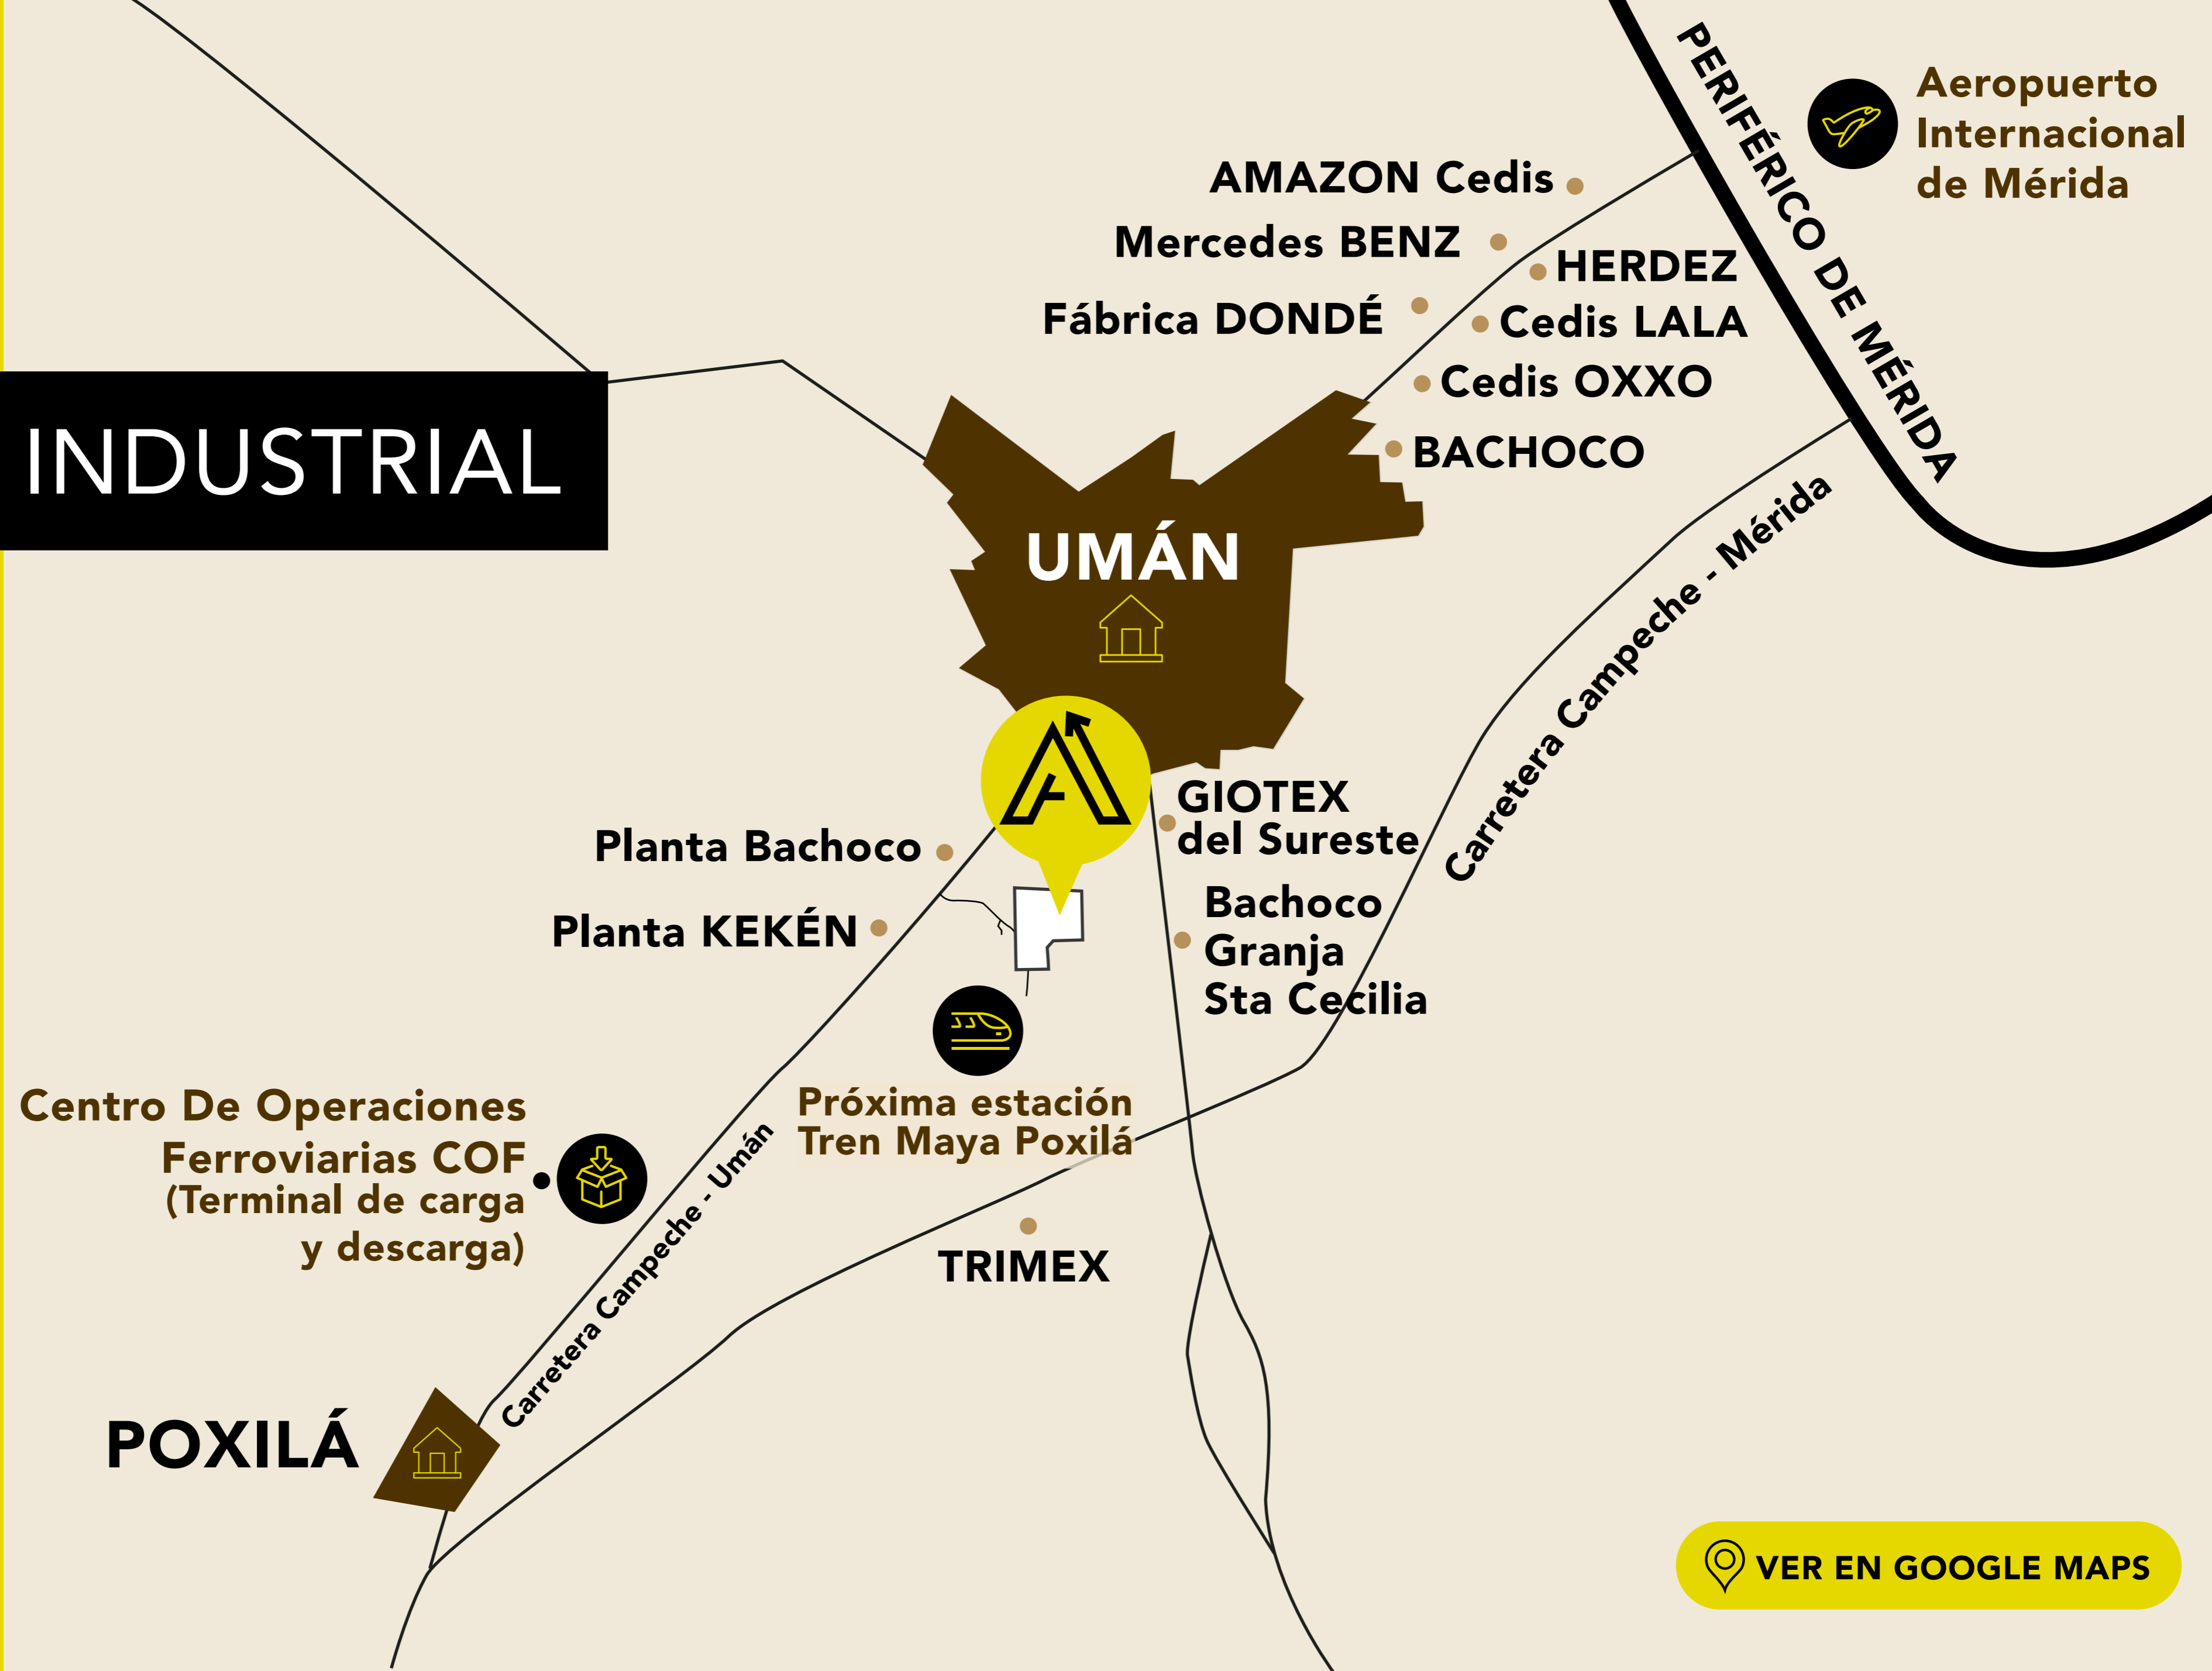 PERIFÉRICO DE MÉRIDA
Aeropuerto
Internacional
de Mérida
AMAZON Cedis
Mercedes BENZ
HERDEZ
Fábrica DONDÉ
Cedis LALA
Cedis OXXO
BACHOCO
INDUSTRIAL
UMÁN
Carretera Campeche - Mérida
GIOTEX
del Sureste
Planta Bachoco
Bachoco
Granja
Sta Cecilia
Planta KEKÉN
Próxima estación
Tren Maya Poxilá
Centro De Operaciones
Ferroviarias COF
(Terminal de carga
y descarga)
Carretera Campeche - Umán
TRIMEX
POXILÁ
VER EN GOOGLE MAPS